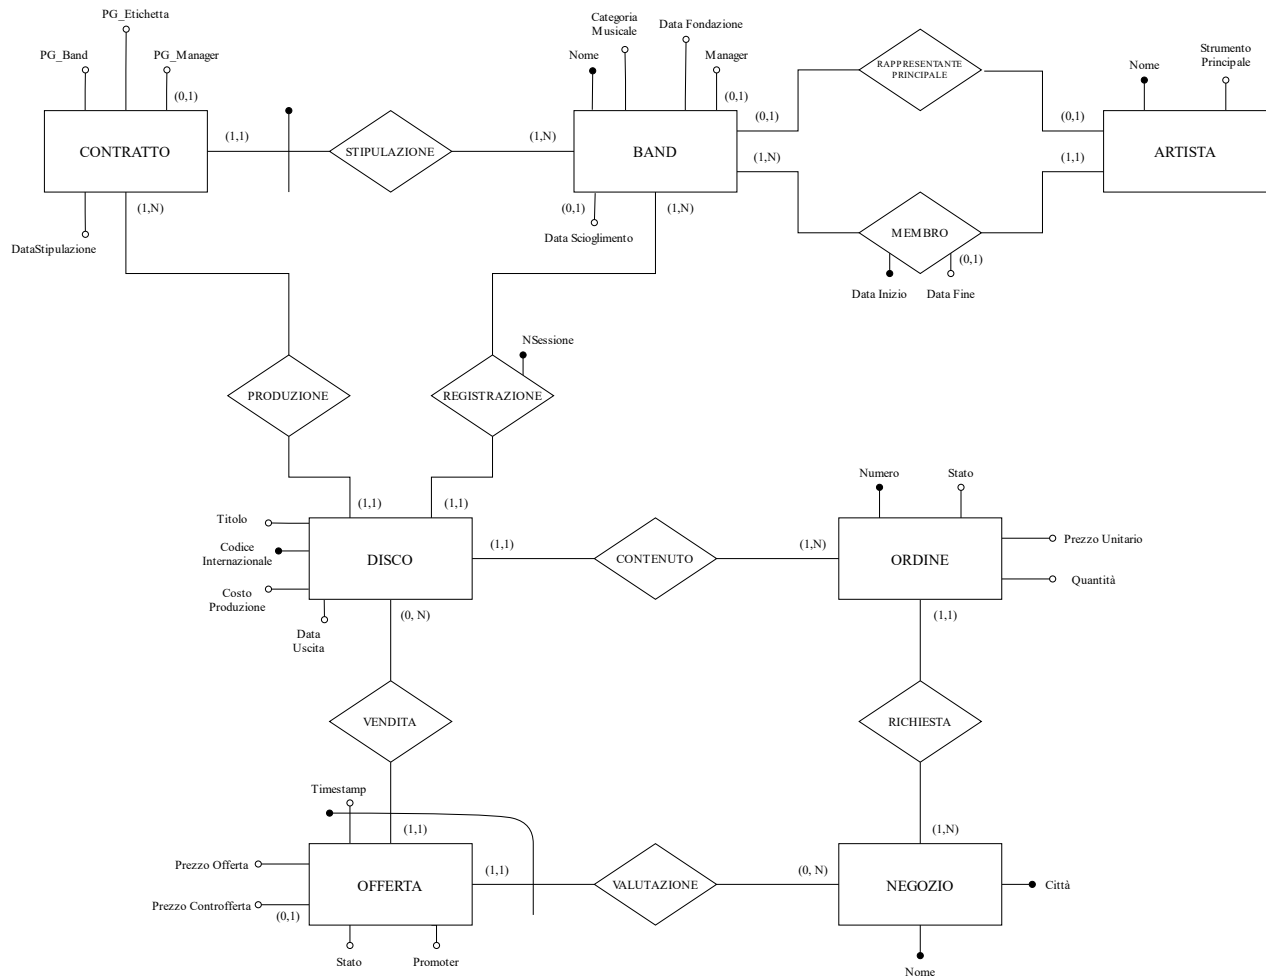 PG_Etichetta
PG_Band
PG_Manager
(0,1)
CONTRATTO
(1,1)
(1,N)
DataStipulazione
STIPULAZIONE
Categoria
Musicale
Data Fondazione
Nome
Manager
(0,1)
(1,N)
BAND
(0,1)
(1,N)
(0,1)
(1,N)
Data Scioglimento
RAPPRESENTANTE
PRINCIPALE
Strumento
Principale
Nome
(0,1)
(1,1)
ARTISTA
MEMBRO
(0,1)
Data Inizio
Data Fine
NSessione
PRODUZIONE
REGISTRAZIONE
(1,1)
(1,1)
Titolo
Codice
Internazionale
Costo
Produzione
Data
Uscita
DISCO
(1,1)
(0, N)
CONTENUTO
(1,N)
Numero
Stato
ORDINE
Prezzo Unitario
Quantità
(1,1)
VENDITA
RICHIESTA
Timestamp
(1,1)
(1,N)
Prezzo Offerta
Prezzo Controfferta
(0,1)
OFFERTA
(1,1)
VALUTAZIONE
(0, N)
NEGOZIO
Città
Stato
Promoter
Nome